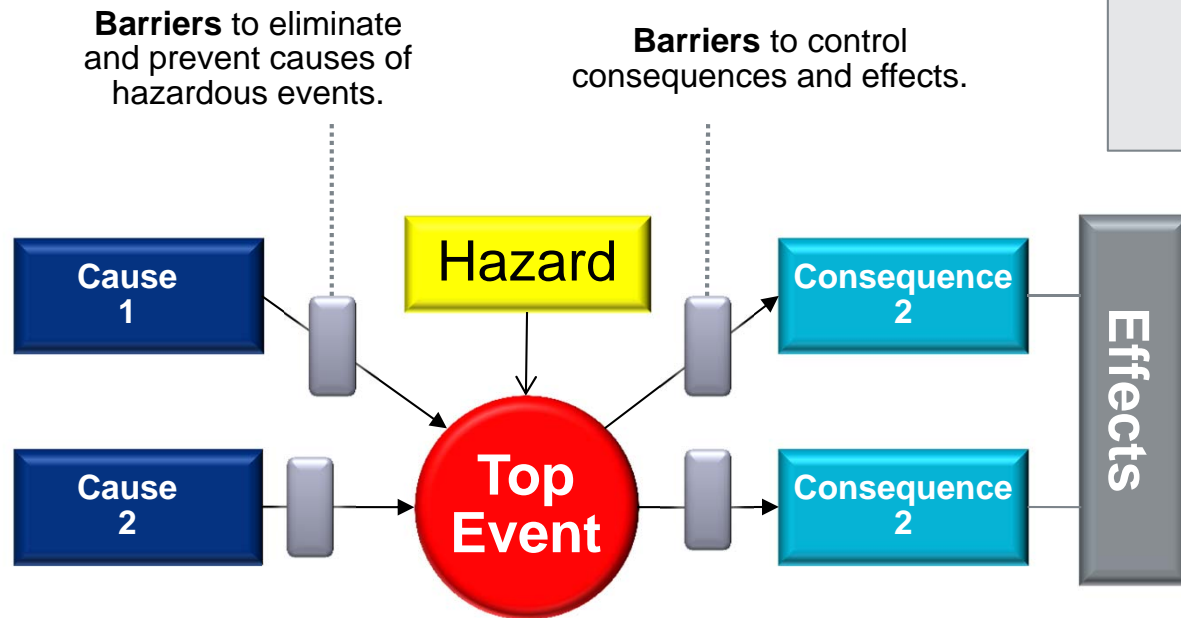 Barriers to eliminate
and prevent causes of
hazardous events.
Barriers to control
consequences and effects.
Hazard
Cause
1
Consequence
2
Effects
Cause
2
Top
Event
Consequence
2